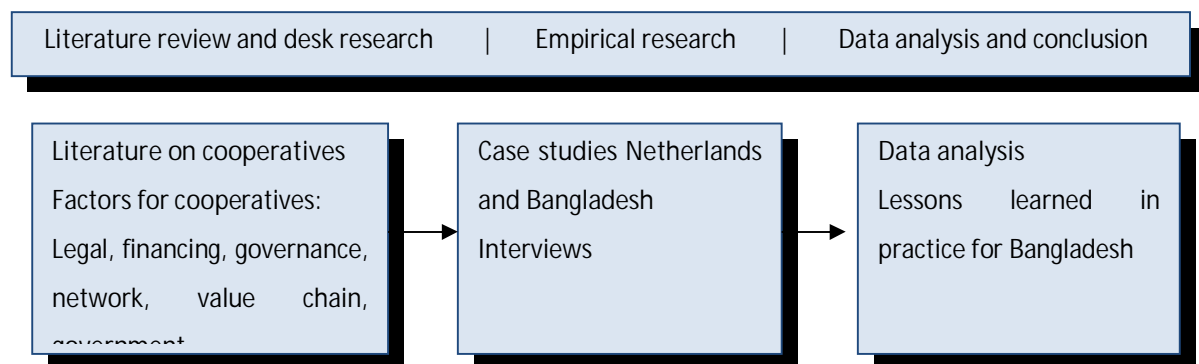 Literature review and desk research | Empirical research | Data analysis and conclusion
Literature on cooperatives
Factors for cooperatives:
Legal, financing, governance,
network, value chain,
government
Case studies Netherlands
and Bangladesh
Interviews
Data analysis
Lessons learned in
practice for Bangladesh